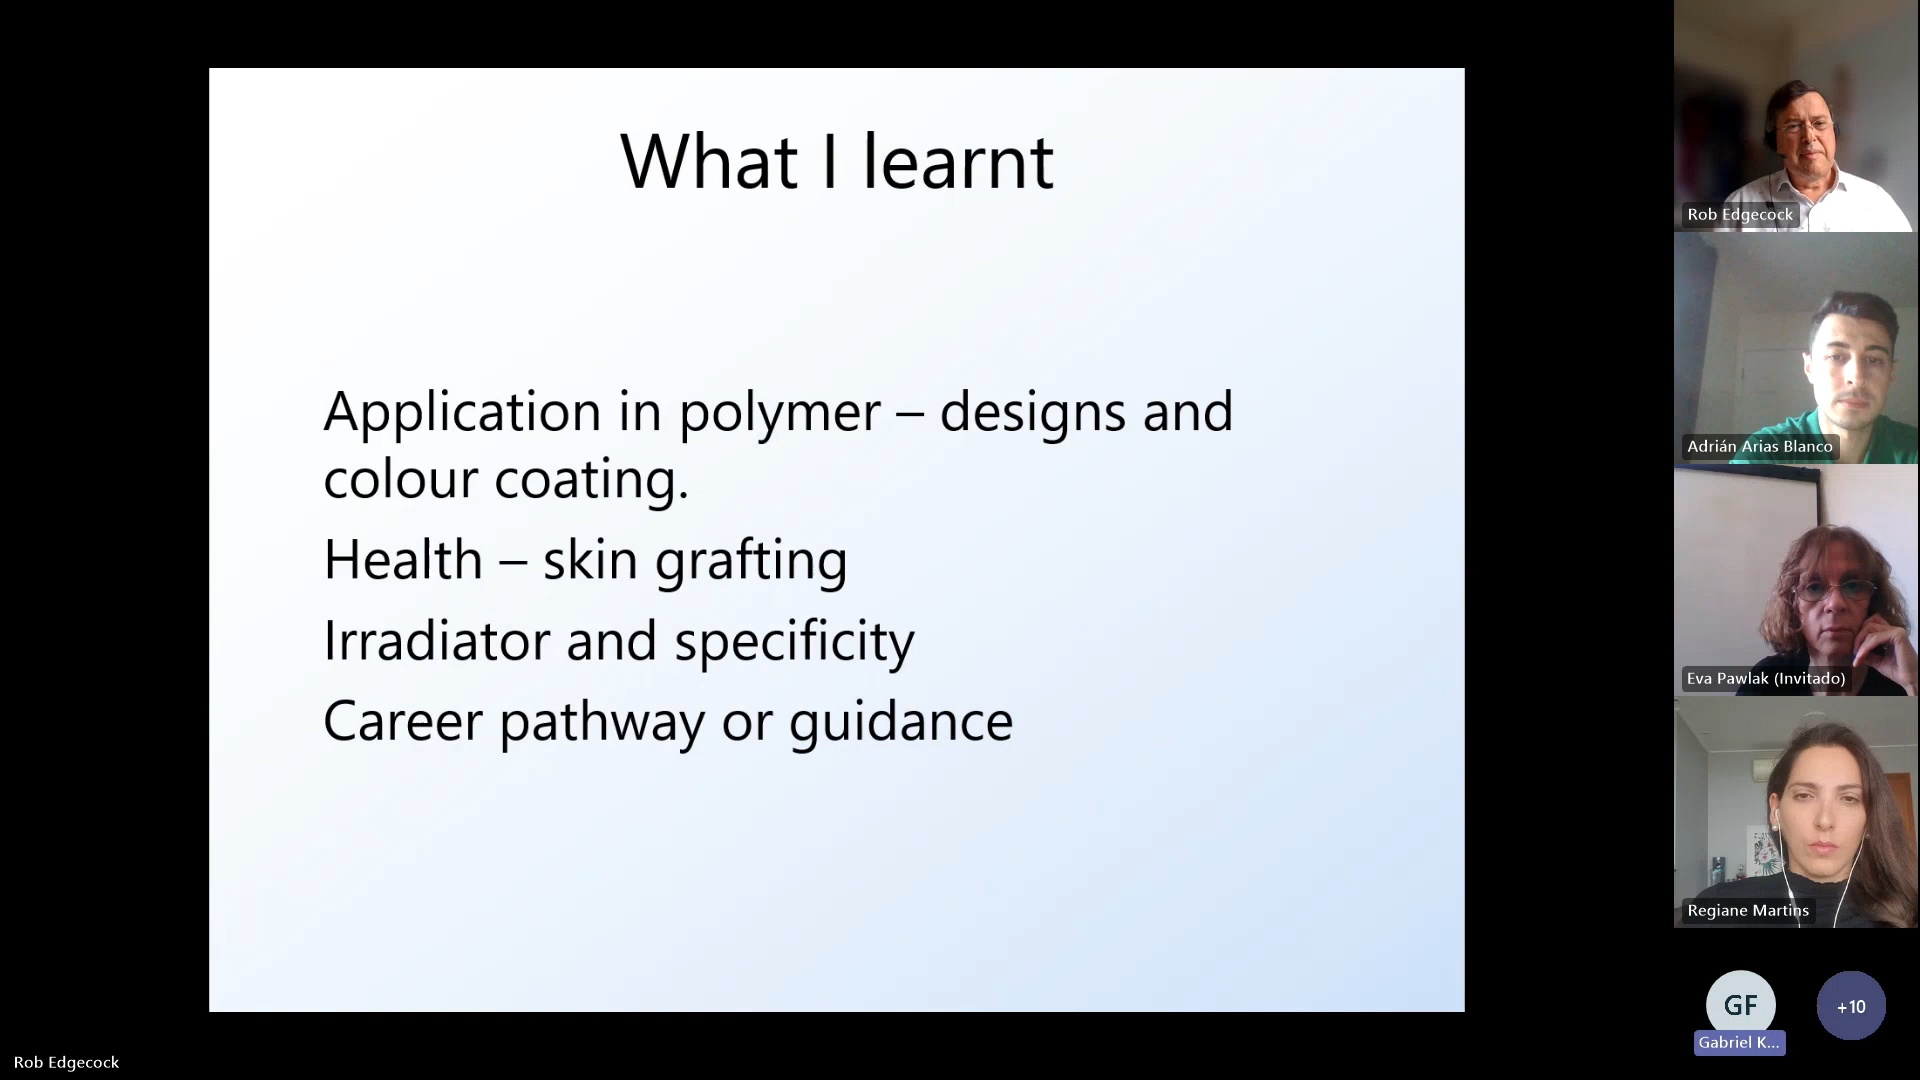 What I learnt
Application in polymer – designs and
colour coating.
Health – skin grafting
Irradiator and specificity
Career pathway or guidance
Rob Edgecock
Adrián Arias Blanco
Eva Pawlak (Invitado)
Regiane Martins
GF
+10
Gabriel K...
Rob Edgecock